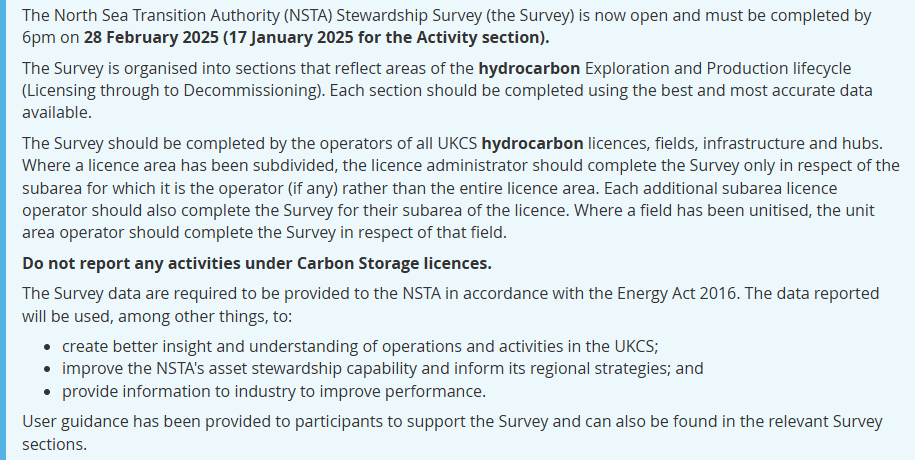 The North Sea Transition Authority (NSTA) Stewardship Survey (the Survey) is now open and must be completed by
6pm on 28 February 2025 (17 January 2025 for the Activity section).
The Survey is organised into sections that reflect areas of the hydrocarbon Exploration and Production lifecycle
(Licensing through to Decommissioning). Each section should be completed using the best and most accurate data
available.
The Survey should be completed by the operators of all UKCS hydrocarbon licences, fields, infrastructure and hubs.
Where a licence area has been subdivided, the licence administrator should complete the Survey only in respect of the
subarea for which it is the operator (if any) rather than the entire licence area. Each additional subarea licence
operator should also complete the Survey for their subarea of the licence. Where a field has been unitised, the unit
area operator should complete the Survey in respect of that field.
Do not report any activities under Carbon Storage licences.
The Survey data are required to be provided to the NSTA in accordance with the Energy Act 2016. The data reported
will be used, among other things, to:
• create better insight and understanding of operations and activities in the UKCS;
• improve the NSTA's asset stewardship capability and inform its regional strategies; and
• provide information to industry to improve performance.
User guidance has been provided to participants to support the Survey and can also be found in the relevant Survey
sections.